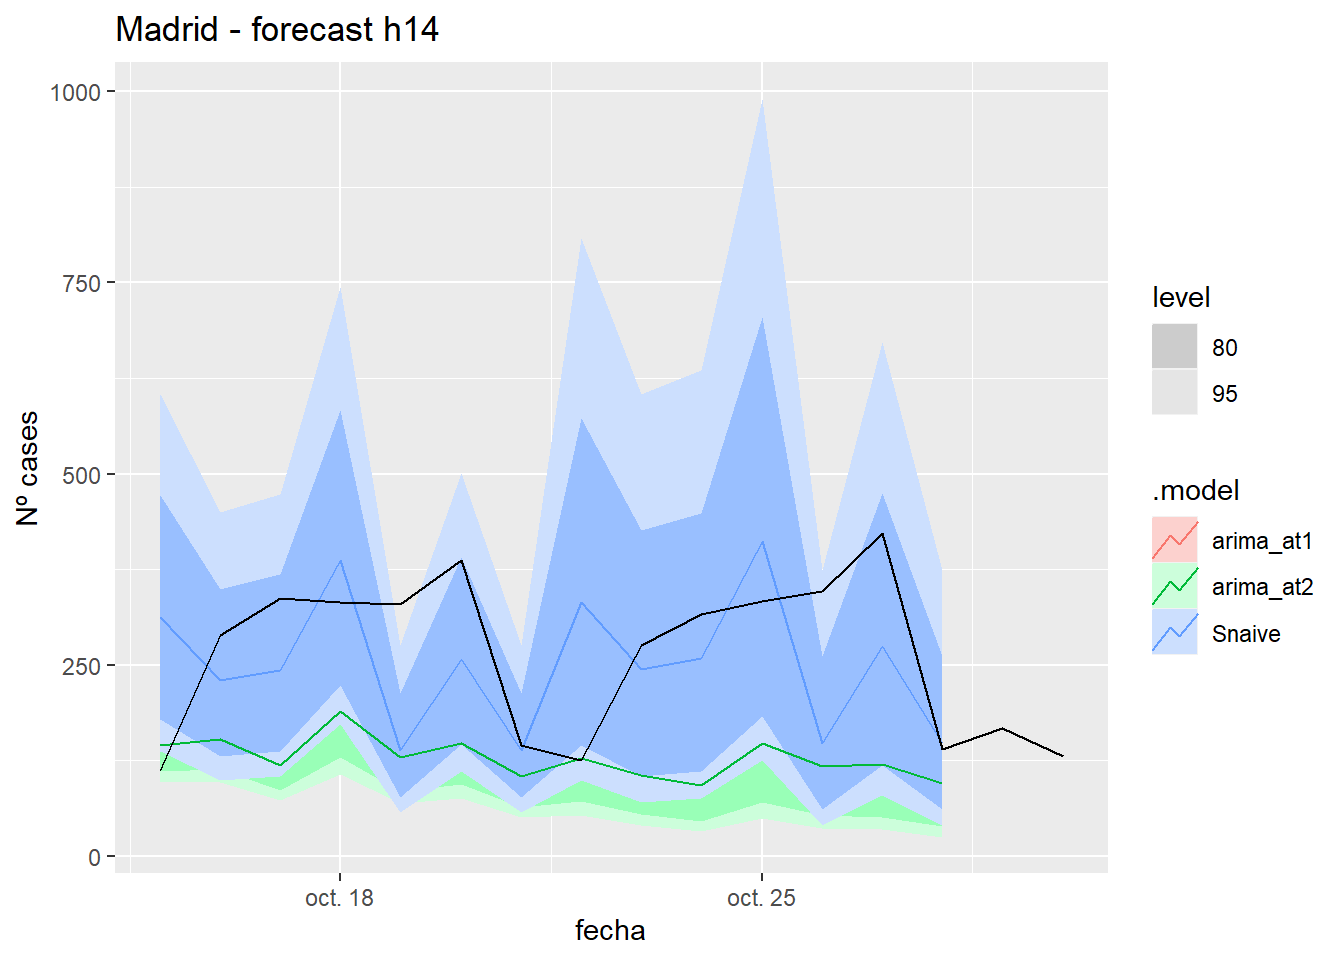 Madrid - forecast h14
Nº cases
1000
750
500
250
0
oct. 18
oct. 25
fecha
level
80
95
.model
arima_at1
arima_at2
Snaive